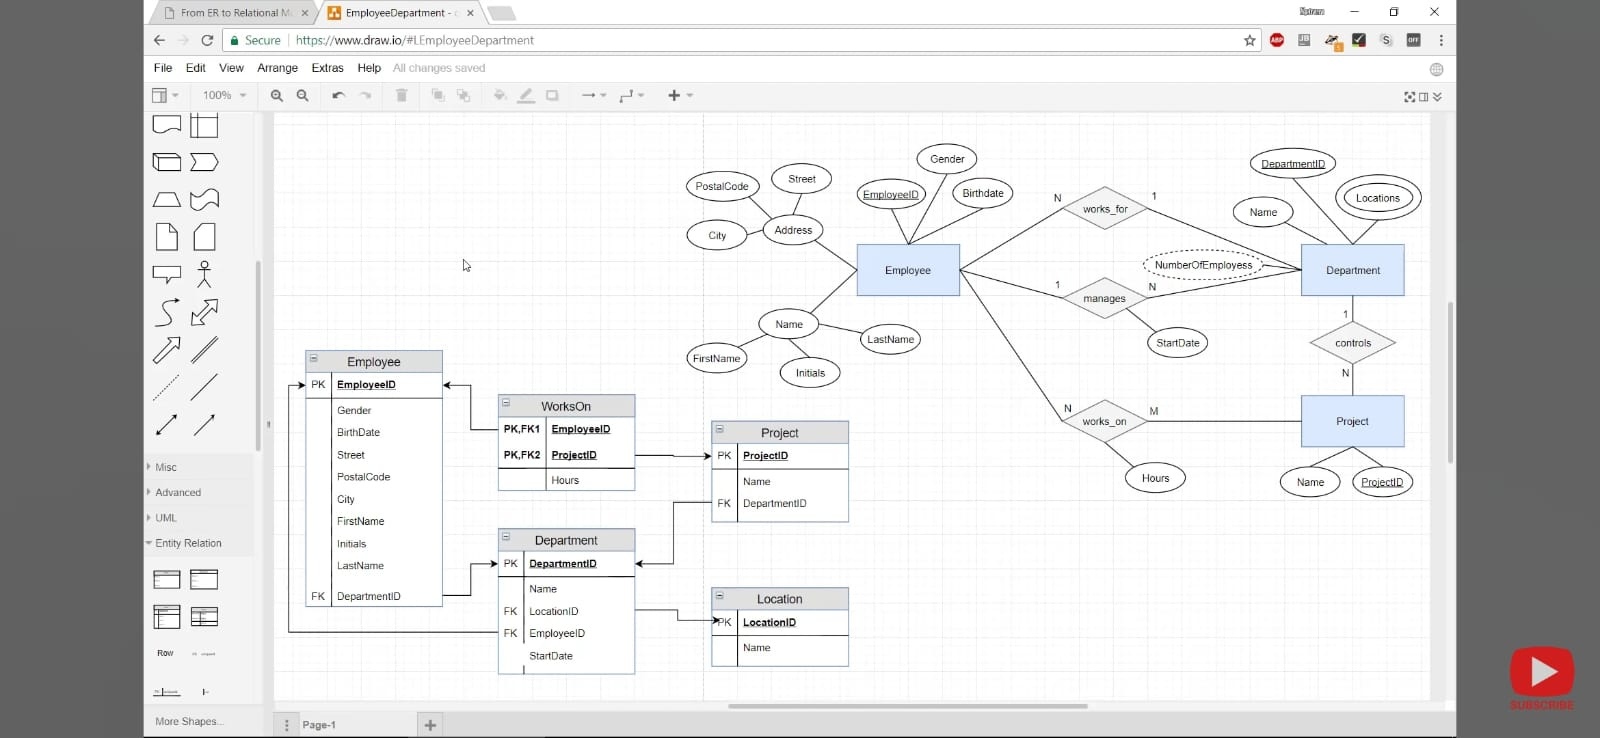 From ER to Relational M
EmployeeDepartment -
Secure
https://www.draw.io/#LEmployeeDepartment
ABP
OFF
File Edit View Arrange Extras Help All changes saved
100%
Misc
Advanced
UML
Entity Relation
Row
More Shapes...
Page-1
PostalCode
Street
City
Address
EmployeeID
Gender
Birthdate
Employee
Name
FirstName
Initials
LastName
N
works_for
1
1
manages
N
StartDate
N
works_on
M
Hours
DepartmentID
Locations
Name
NumberOfEmployess
Department
1
controls
N
Project
Name
ProjectID
Employee
PK EmployeeID
Gender
BirthDate
Street
PostalCode
City
FirstName
Initials
LastName
FK DepartmentID
WorksOn
PK,FK1 EmployeeID
PK,FK2 ProjectID
Hours
Project
PK ProjectID
Name
FK DepartmentID
Department
PK DepartmentID
Name
FK LocationID
FK EmployeeID
StartDate
Location
PK LocationID
Name
SUBSCRIBE